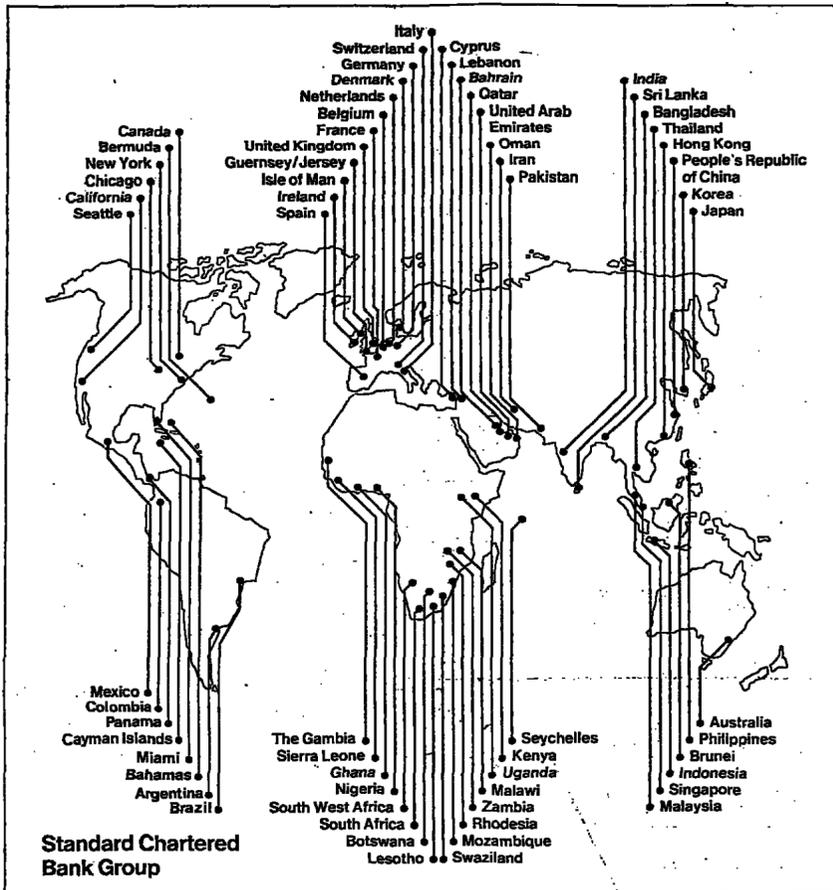 Canada
Bermuda
New York
Chicago
California
Seattle
Italy
Switzerland
Germany
Denmark
Netherlands
Belgium
France
United Kingdom
Guernsey/Jersey
Isle of Man
Ireland
Spain
Cyprus
Lebanon
Bahrain
Qatar
United Arab
Emirates
Oman
Iran
Pakistan
India
Sri Lanka
Bangladesh
Thailand
Hong Kong
People's Republic
of China
Korea
Japan
Mexico
Colombia
Panama
Cayman Islands
Miami
Bahamas
Argentina
Brazil
The Gambia
Sierra Leone
Ghana
Nigeria
South West Africa
South Africa
Botswana
Lesotho
Seychelles
Kenya
Uganda
Malawi
Zambia
Rhodesia
Mozambique
Swaziland
Australia
Philippines
Brunei
Indonesia
Singapore
Malaysia
Standard Chartered
Bank Group